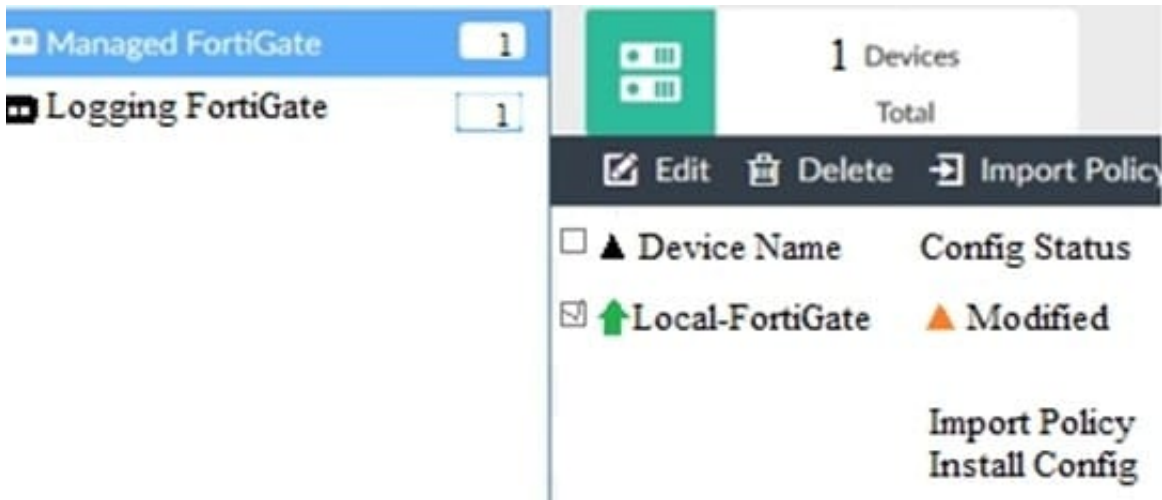 Managed FortiGate 1
Logging FortiGate 1
1 Devices
Total
Edit Delete Import Policy
Device Name Config Status
Local-FortiGate Modified
Import Policy
Install Config